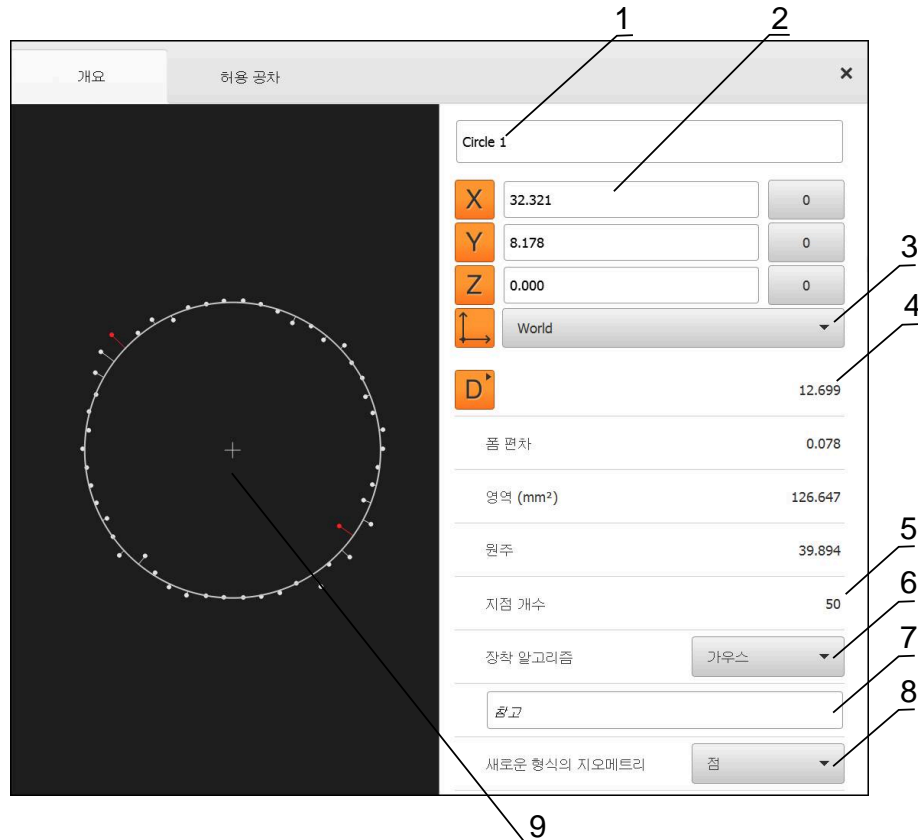 1
2
개요
허용 공차
×
Circle 1
X 32.321 0
Y 8.178 0
3
Z 0.000 0
World
4
D 12.699
폼 편차 0.078
영역 (mm²) 126.647
5
원주 39.894
6
지점 개수 50
7
장착 알고리즘 가우스
8
참고
새로운 형식의 지오메트리 점
9